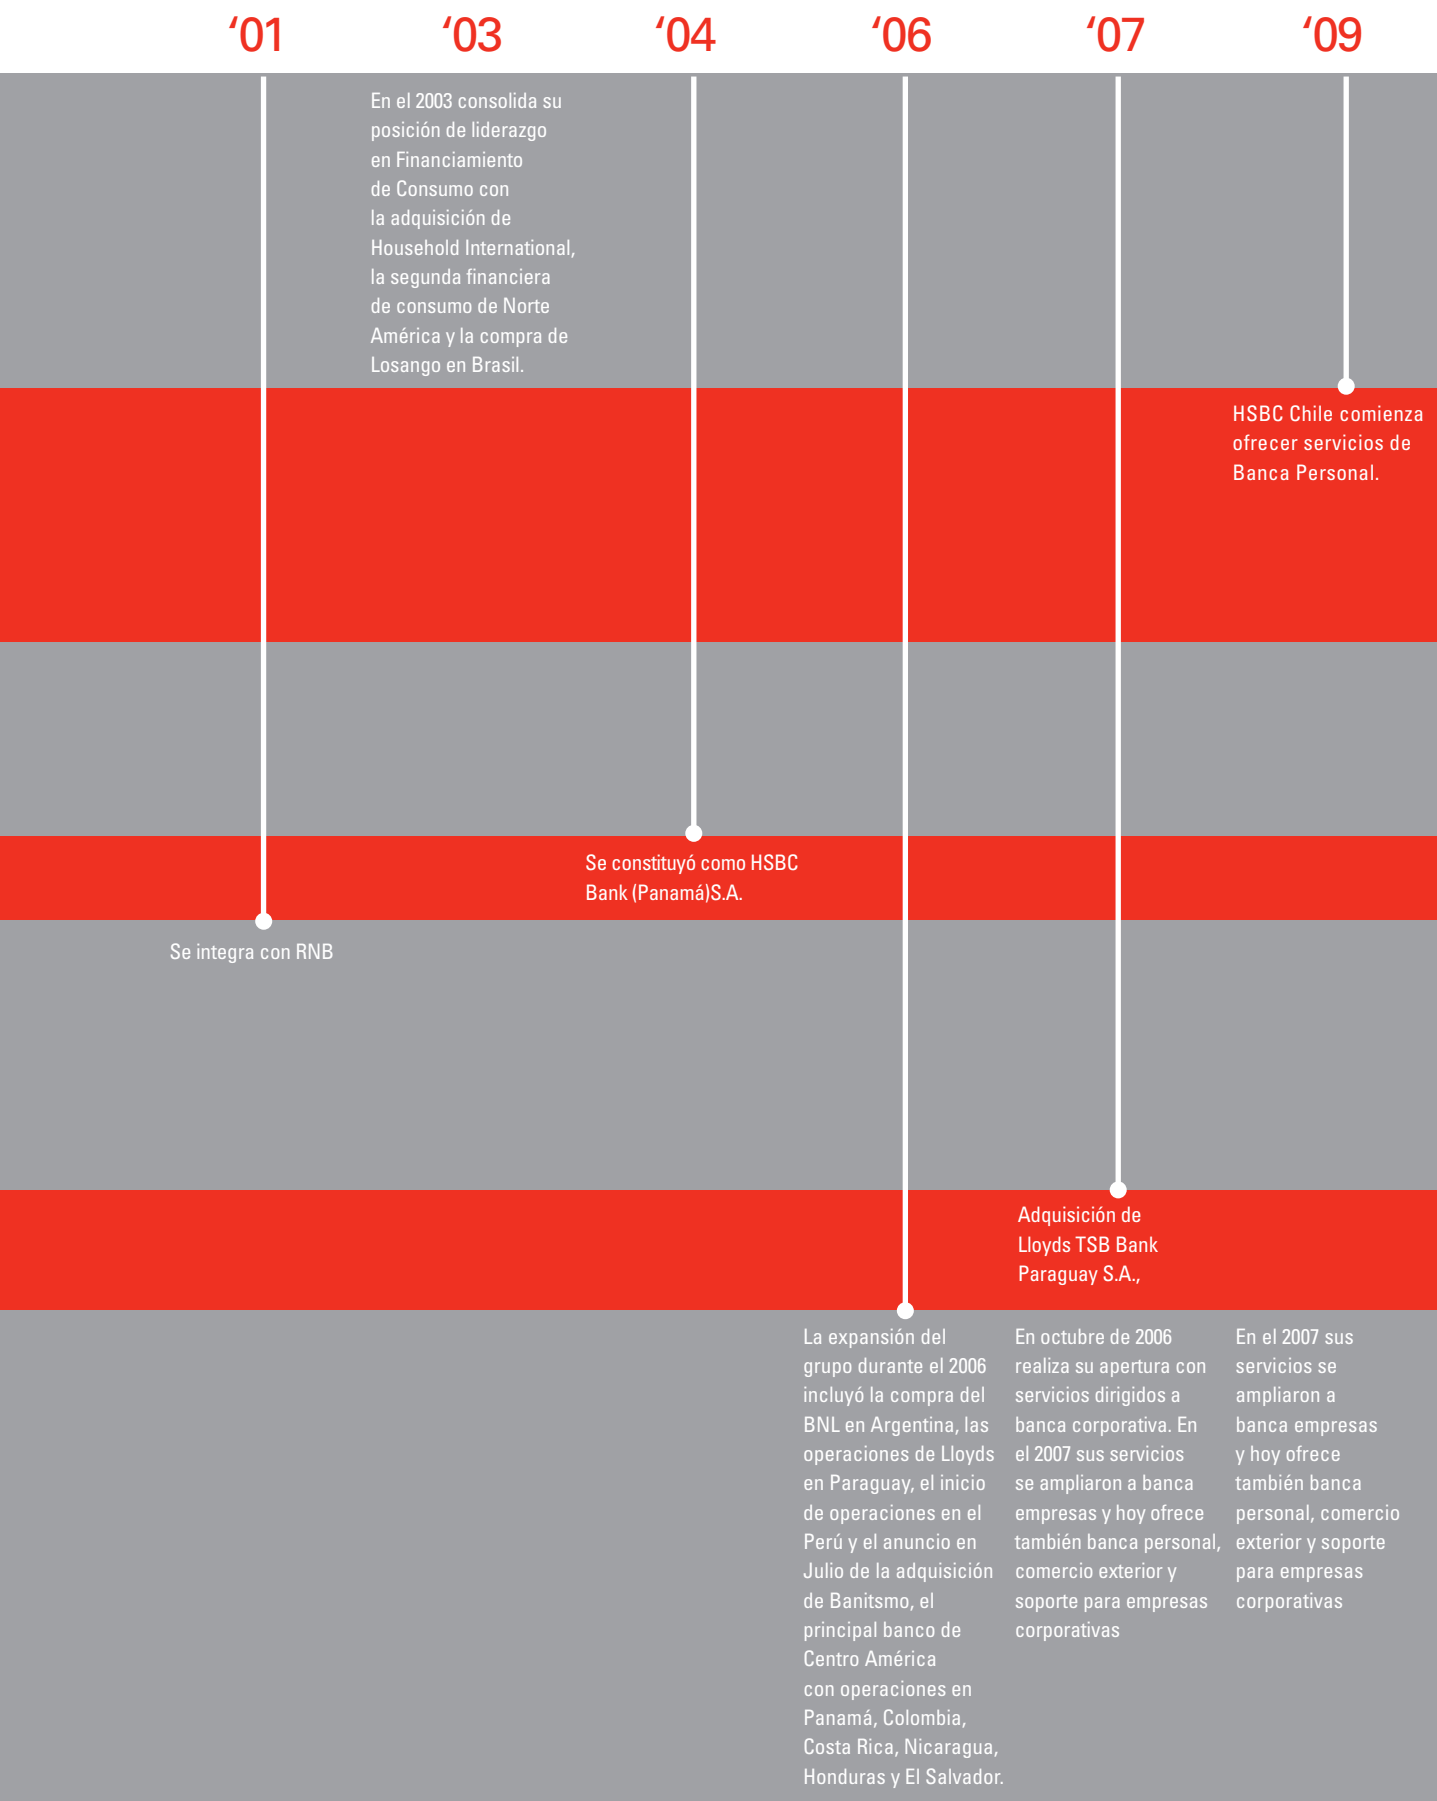 ‘01
‘03
‘04
‘06
‘07
‘09
En el 2003 consolida su
posición de liderazgo
en Financiamiento
de Consumo con
la adquisición de
Household International,
la segunda financiera
de consumo de Norte
América y la compra de
Losango en Brasil.
HSBC Chile comienza
ofrecer servicios de
Banca Personal.
Se constituyó como HSBC
Bank (Panamá)S.A.
Se integra con RNB
Adquisición de
Lloyds TSB Bank
Paraguay S.A.,
La expansión del
grupo durante el 2006
incluyó la compra del
BNL en Argentina, las
operaciones de Lloyds
en Paraguay, el inicio
de operaciones en el
Perú y el anuncio en
Julio de la adquisición
de Banitsmo, el
principal banco de
Centro América
con operaciones en
Panamá, Colombia,
Costa Rica, Nicaragua,
Honduras y El Salvador.
En octubre de 2006
realiza su apertura con
servicios dirigidos a
banca corporativa. En
el 2007 sus servicios
se ampliaron a banca
empresas y hoy ofrece
también banca personal,
comercio exterior y
soporte para empresas
corporativas
En el 2007 sus
servicios se
ampliaron a
banca empresas
y hoy ofrece
también banca
personal, comercio
exterior y soporte
para empresas
corporativas